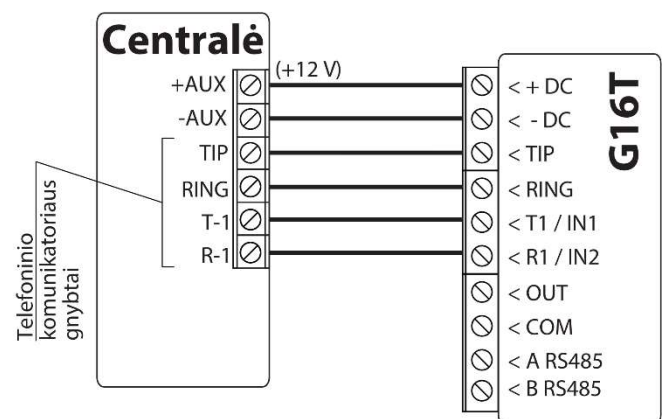 Centralė
+AUX
-AUX
TIP
RING
T-1
R-1
Telefoninio
komunikatoriaus
gnybtai
(+12 V)
G16T
< + DC
< - DC
< TIP
< RING
< T1 / IN1
< R1 / IN2
< OUT
< COM
< A RS485
< B RS485